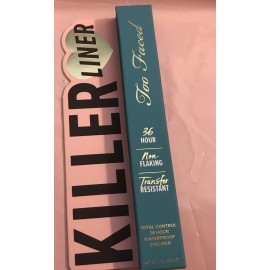 KILLER
LINER
Too Faced
36
HOUR
Non-
FLAKING
Transfer
RESISTANT
TOTAL CONTROL
36 HOUR
WATERPROOF
EYELINER